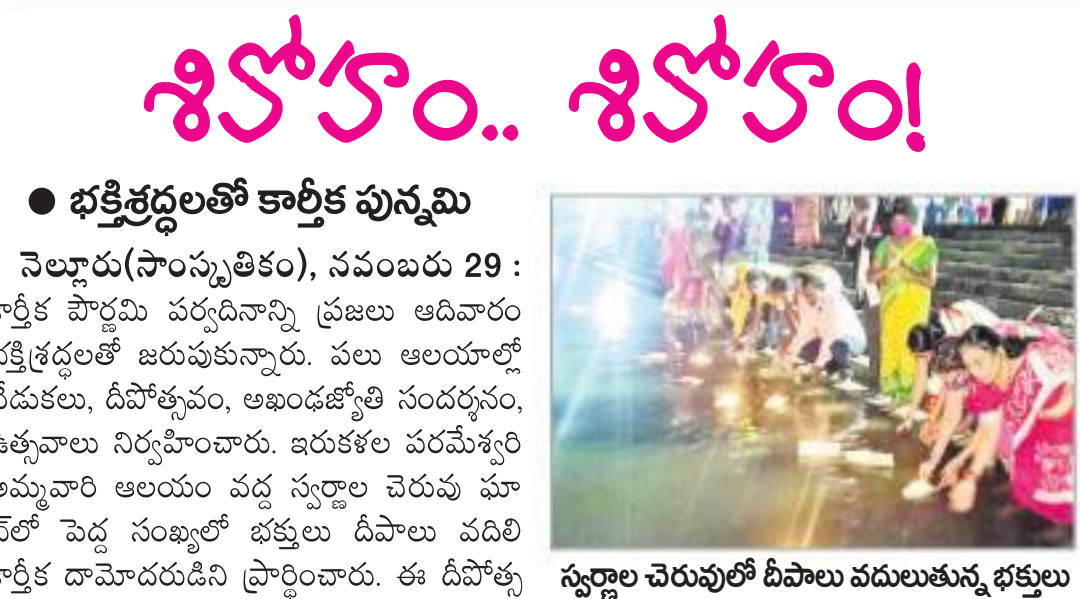 శివోహం.. శివోహం!
● భక్తిశ్రద్ధలతో కార్తీక పున్నమి
నెల్లూరు(సాంస్కృతికం), నవంబరు 29 :
పౌర్ణమి పర్వదినాన్ని ప్రజలు ఆదివారం
జరుపుకున్నారు. పలు ఆలయాల్లో
దీపోత్సవం, అఖండజ్యోతి సందర్శనం,
నిర్వహించారు. ఇరుకళల పరమేశ్వరి
ఆలయం వద్ద స్వర్ణాల చెరువు ఘా
పెద్ద సంఖ్యలో భక్తులు దీపాలు వదిలి
దామోదరుడిని ప్రార్థించారు. ఈ దీపోత్స
స్వర్ణాల చెరువులో దీపాలు వదులుతున్న భక్తులు